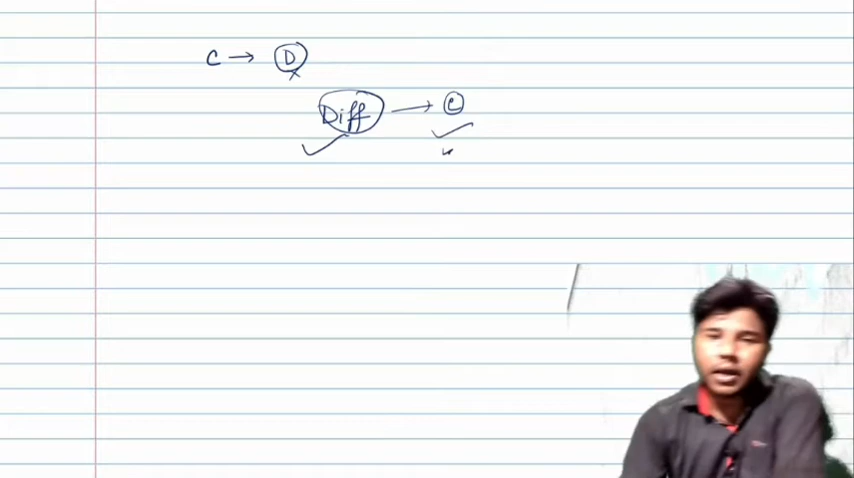 C → D
x
Diff → C